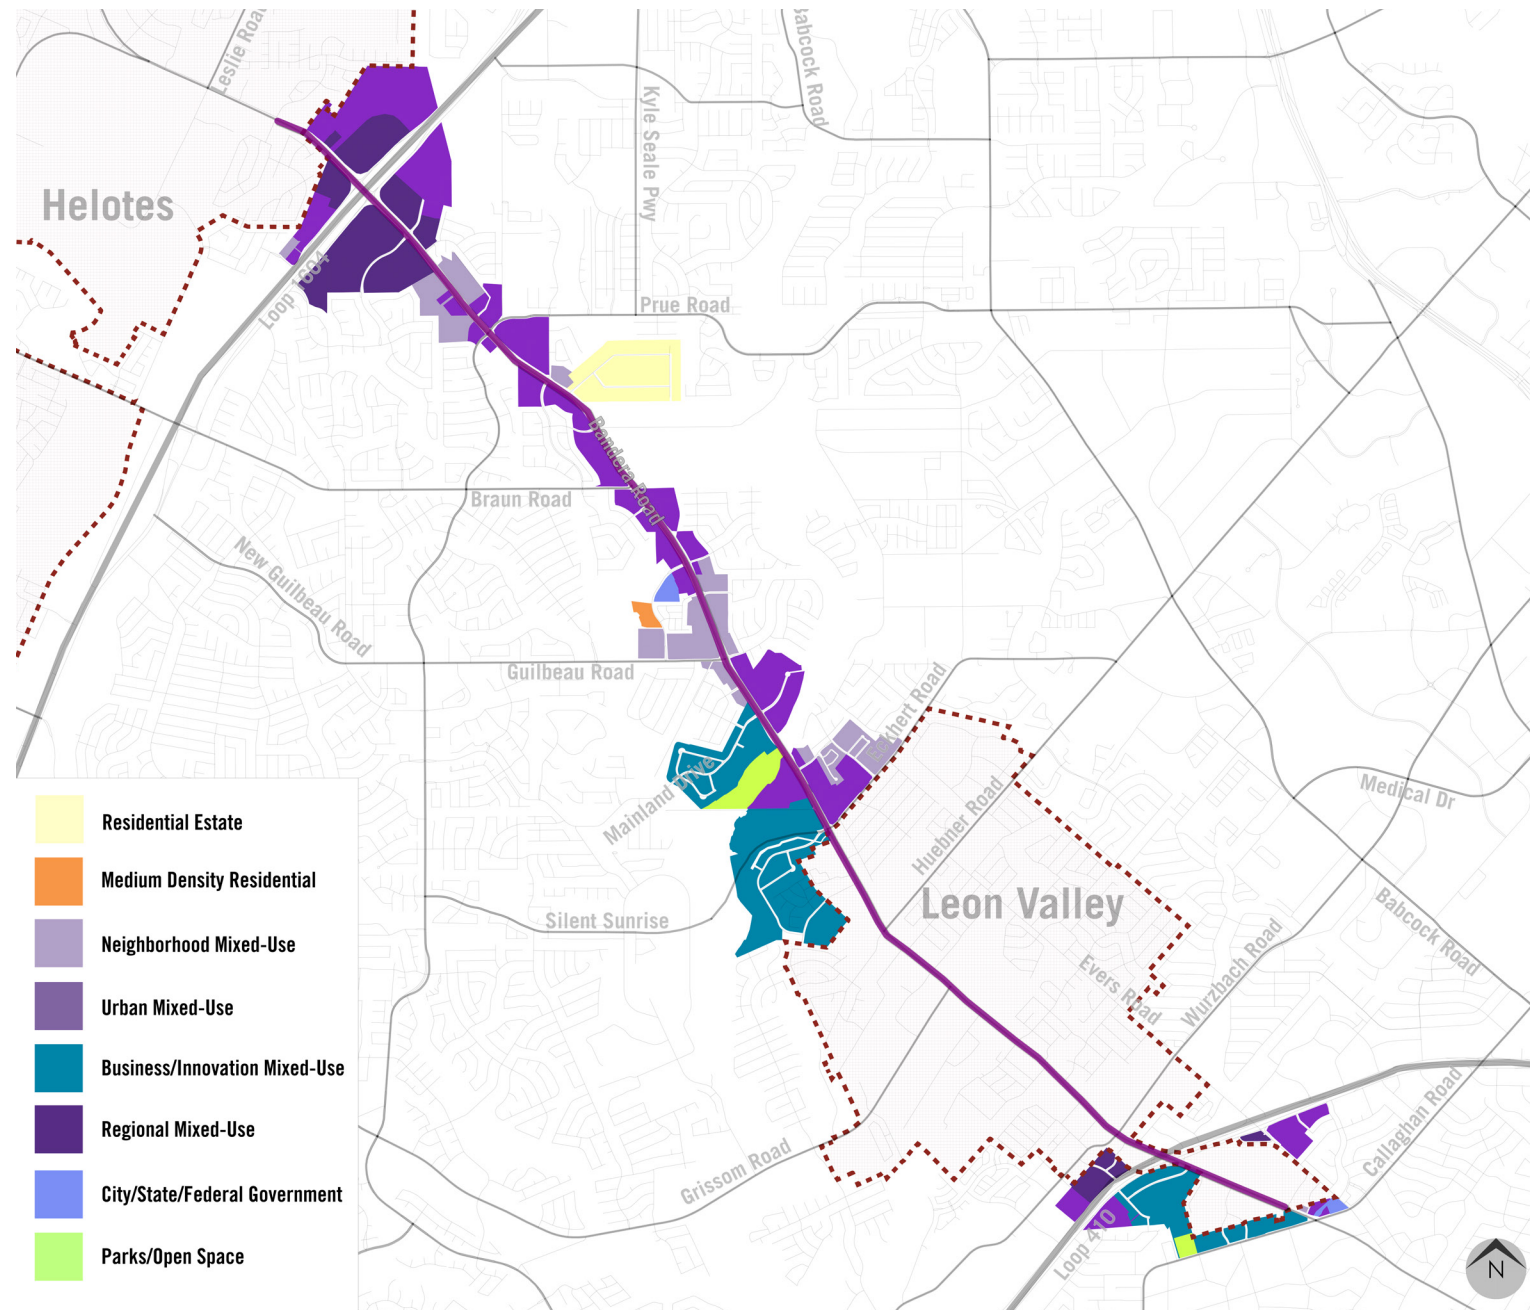 Leslie Road
Babcock Road
Kyle Seale Pwy
Helotes
Loop 1604
Prue Road
Bandera Road
Braun Road
New Guilbeau Road
Guilbeau Road
Eckhert Road
Mainland Drive
Medical Dr
Huebner Road
Leon Valley
Silent Sunrise
Babcock Road
Evers Road
Wurzbach Road
Grissom Road
Callaghan Road
Loop 410
Residential Estate
Medium Density Residential
Neighborhood Mixed-Use
Urban Mixed-Use
Business/Innovation Mixed-Use
Regional Mixed-Use
City/State/Federal Government
Parks/Open Space
N